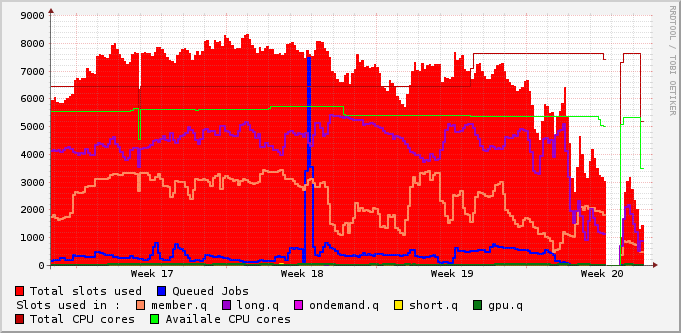 9000
8000
7000
6000
5000
4000
3000
2000
1000
0
Week 17 Week 18 Week 19 Week 20
RRDTOOL / TOBI OETIKER
Total slots used Queued Jobs
Slots used in : member.q long.q ondemand.q short.q gpu.q
Total CPU cores Availale CPU cores